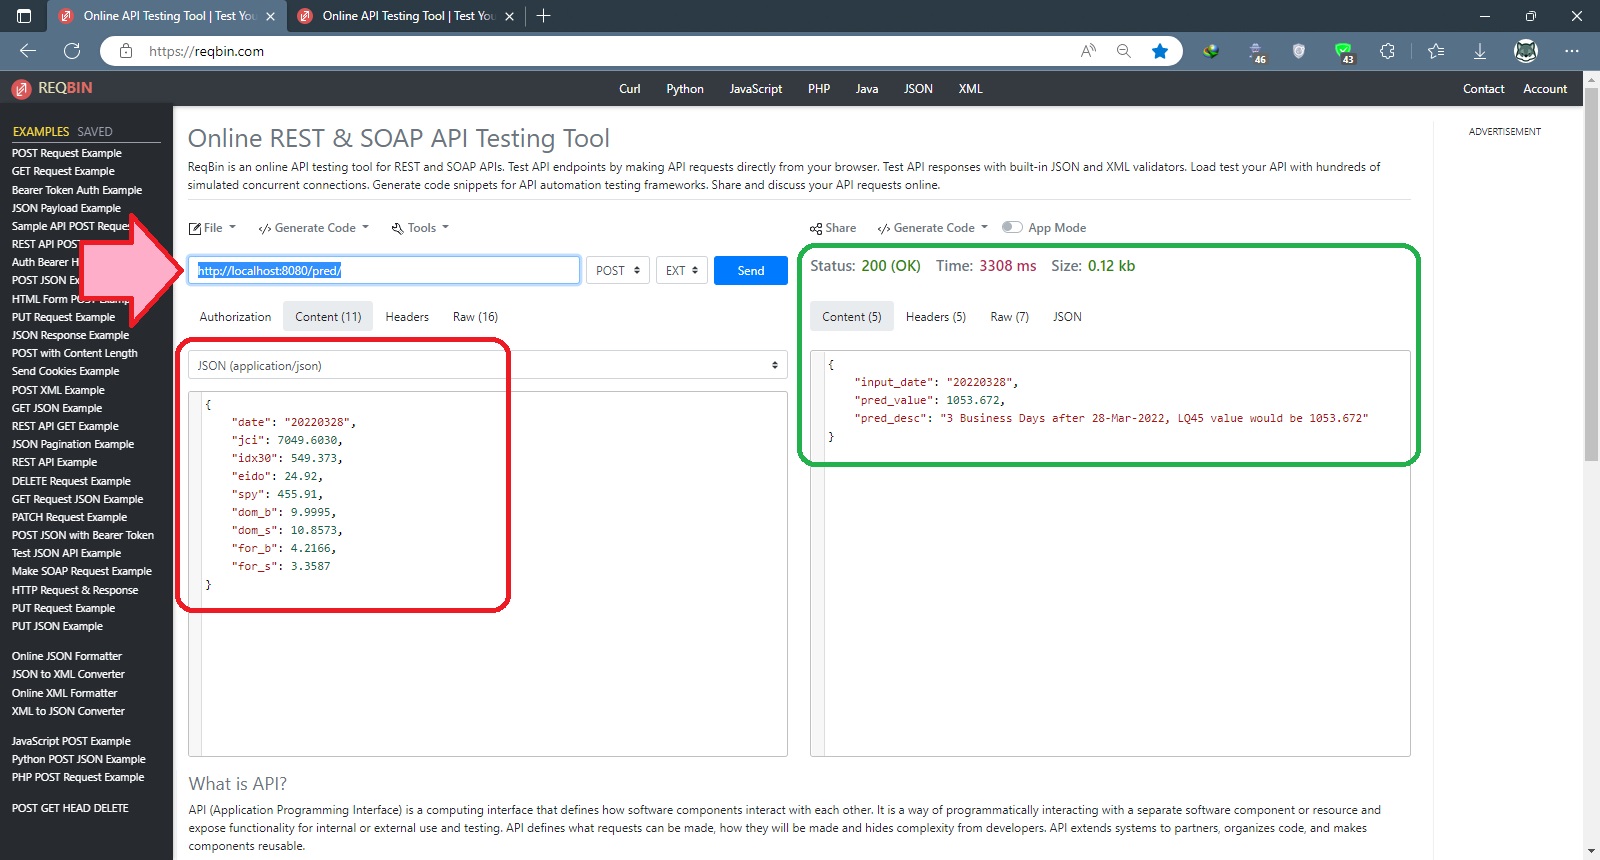 Online API Testing Tool | Test You
Online API Testing Tool | Test You
https://reqbin.com
46
43
REQBIN
Curl Python JavaScript PHP Java JSON XML
Contact Account
EXAMPLES SAVED
POST Request Example
GET Request Example
Bearer Token Auth Example
JSON Payload Example
Sample API POST Reque
REST API POST
Auth Bearer H
POST JSON Ex
HTML Form POST Example
PUT Request Example
JSON Response Example
POST with Content Length
Send Cookies Example
POST XML Example
GET JSON Example
REST API GET Example
JSON Pagination Example
REST API Example
DELETE Request Example
GET Request JSON Example
PATCH Request Example
POST JSON with Bearer Token
Test JSON API Example
Make SOAP Request Example
HTTP Request & Response
PUT Request Example
PUT JSON Example
Online JSON Formatter
JSON to XML Converter
Online XML Formatter
XML to JSON Converter
JavaScript POST Example
Python POST JSON Example
PHP POST Request Example
POST GET HEAD DELETE
Online REST & SOAP API Testing Tool
ReqBin is an online API testing tool for REST and SOAP APIs. Test API endpoints by making API requests directly from your browser. Test API responses with built-in JSON and XML validators. Load test your API with hundreds of
simulated concurrent connections. Generate code snippets for API automation testing frameworks. Share and discuss your API requests online.
File Generate Code Tools
http://localhost:8080/pred/ POST EXT Send
Authorization Content (11) Headers Raw (16)
JSON (application/json)
{
"date": "20220328",
"jci": 7049.6030,
"idx30": 549.373,
"eido": 24.92,
"spy": 455.91,
"dom_b": 9.9995,
"dom_s": 10.8573,
"for_b": 4.2166,
"for_s": 3.3587
}
Share Generate Code App Mode
Status: 200 (OK) Time: 3308 ms Size: 0.12 kb
Content (5) Headers (5) Raw (7) JSON
{
"input_date": "20220328",
"pred_value": 1053.672,
"pred_desc": "3 Business Days after 28-Mar-2022, LQ45 value would be 1053.672"
}
ADVERTISEMENT
What is API?
API (Application Programming Interface) is a computing interface that defines how software components interact with each other. It is a way of programmatically interacting with a separate software component or resource and
expose functionality for internal or external use and testing. API defines what requests can be made, how they will be made and hides complexity from developers. API extends systems to partners, organizes code, and makes
components reusable.